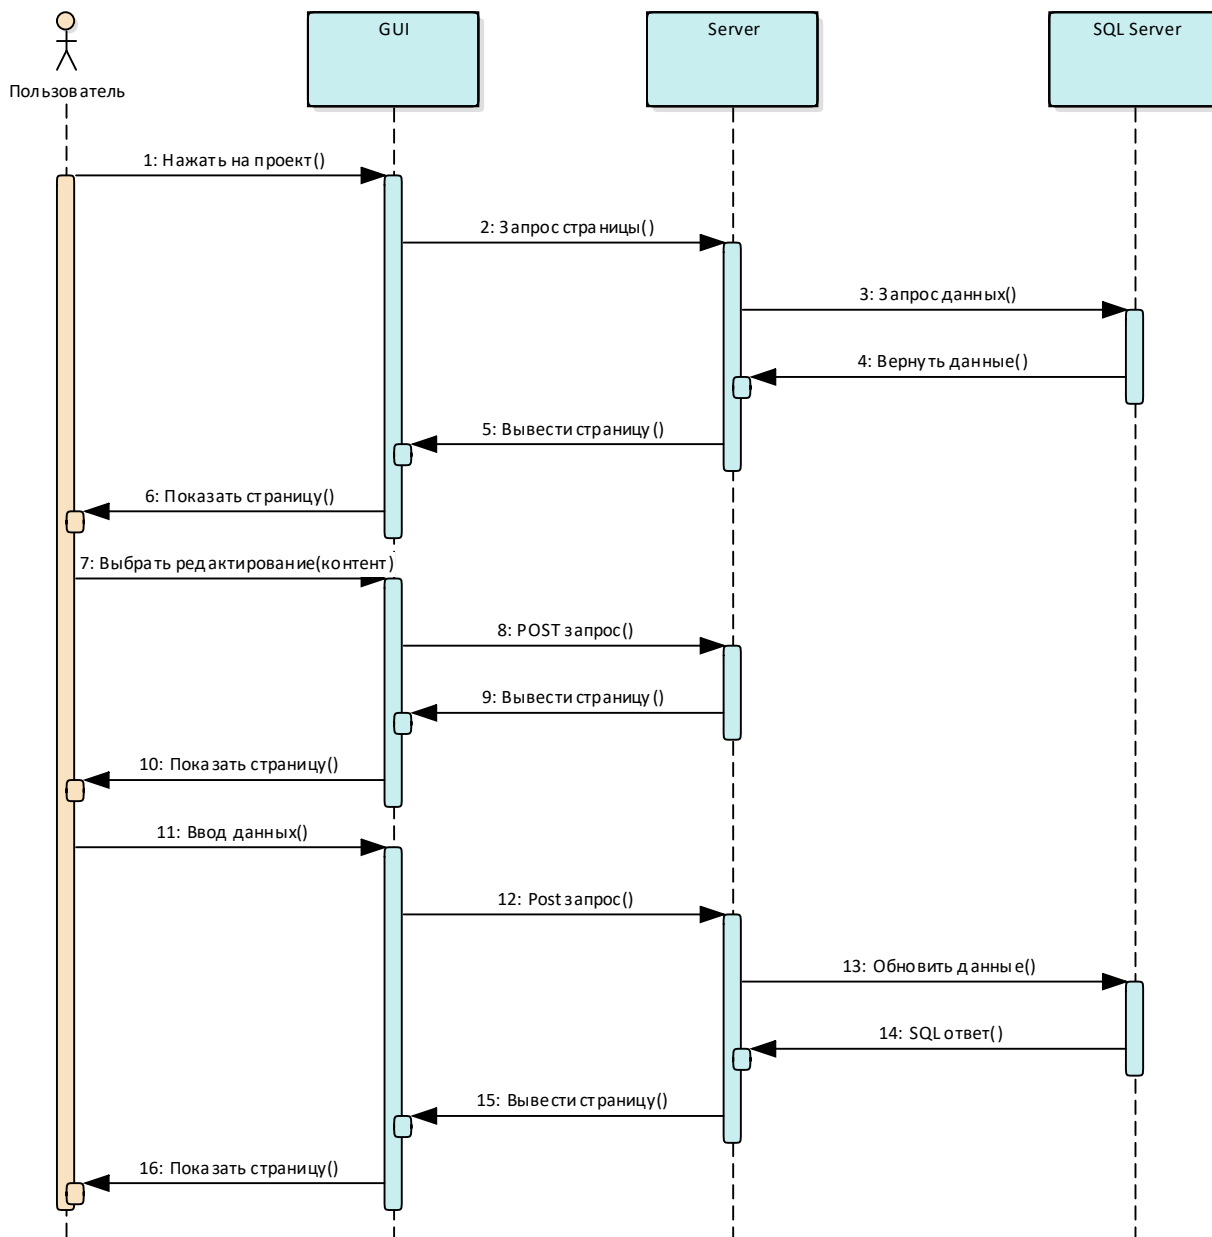 GUI
Server
SQL Server
Пользователь
1: Нажать на проект()
2: Запрос страницы()
3: Запрос данных()
4: Вернуть данные()
5: Вывести страницу()
6: Показать страницу()
7: Выбрать редактирование(контент)
8: POST запрос()
9: Вывести страницу()
10: Показать страницу()
11: Ввод данных()
12: Post запрос()
13: Обновить данные()
14: SQL ответ()
15: Вывести страницу()
16: Показать страницу()